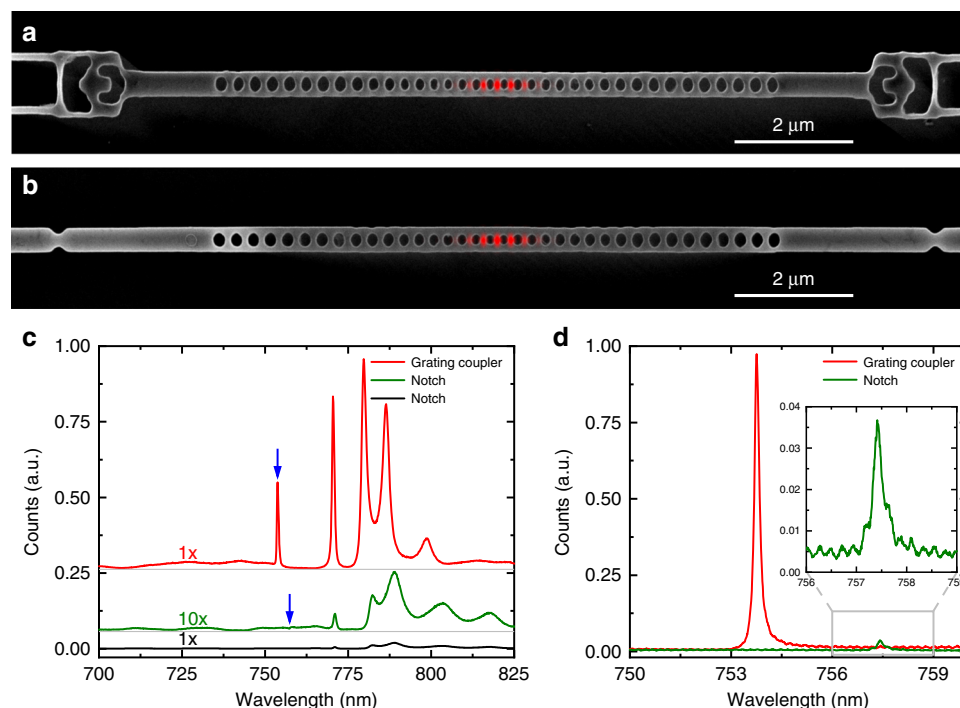 a
2 μm
b
2 μm
c
1.00
0.75
0.50
0.25
0.00
Counts (a.u.)
Grating coupler
Notch
Notch
1x
10x
1x
700
725
750
775
800
825
Wavelength (nm)
d
1.00
0.75
0.50
0.25
0.00
Counts (a.u.)
Grating coupler
Notch
0.04
0.03
0.02
0.01
0.00
756
757
758
750
753
756
759
Wavelength (nm)